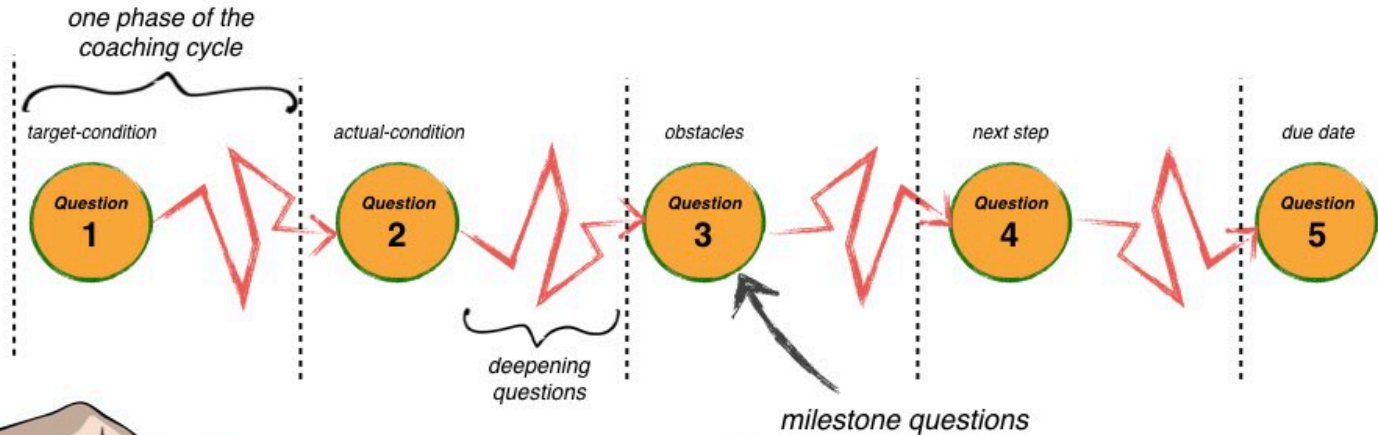 one phase of the
coaching cycle
target-condition
actual-condition
obstacles
next step
due date
Question
1
Question
2
Question
3
Question
4
Question
5
deepening
questions
milestone questions